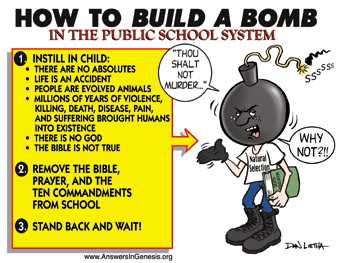 HOW TO BUILD A BOMB
IN THE PUBLIC SCHOOL SYSTEM
1. INSTILL IN CHILD:
• THERE ARE NO ABSOLUTES
• LIFE IS AN ACCIDENT
• PEOPLE ARE EVOLVED ANIMALS
• MILLIONS OF YEARS OF VIOLENCE,
KILLING, DEATH, DISEASE, PAIN,
AND SUFFERING BROUGHT HUMANS
INTO EXISTENCE
• THERE IS NO GOD
• THE BIBLE IS NOT TRUE
2. REMOVE THE BIBLE,
PRAYER, AND THE
TEN COMMANDMENTS
FROM SCHOOL
3. STAND BACK AND WAIT!
www.AnswersInGenesis.org
"THOU
SHALT
NOT
MURDER..."
SSSSSS!
WHY
NOT?!!
Natural
Selection
DAN LIETHA